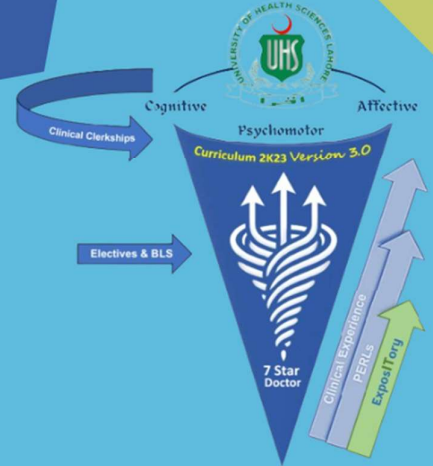 UNIVERSITY OF HEALTH SCIENCES LAHORE
UHS
Cognitive
Affective
Psychomotor
Clinical Clerkships
Curriculum 2K23 Version 3.0
Electives & BLS
7 Star
Doctor
Clinical Experience
PERLs
ExposITory